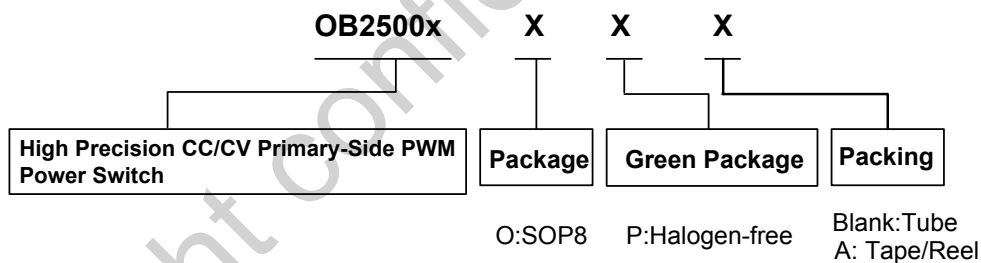 OB2500x X X X
High Precision CC/CV Primary-Side PWM
Power Switch
Package
Green Package
Packing
O:SOP8
P:Halogen-free
Blank:Tube
A: Tape/Reel